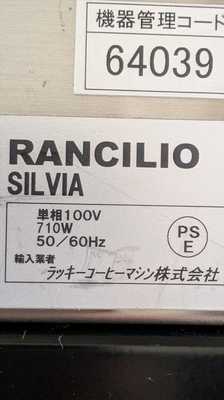 機器管理コード
64039
RANCILIO
SILVIA
単相100V
710W
50/60Hz
PS
E
輸入業者
ラッキーコーヒーマシン株式会社